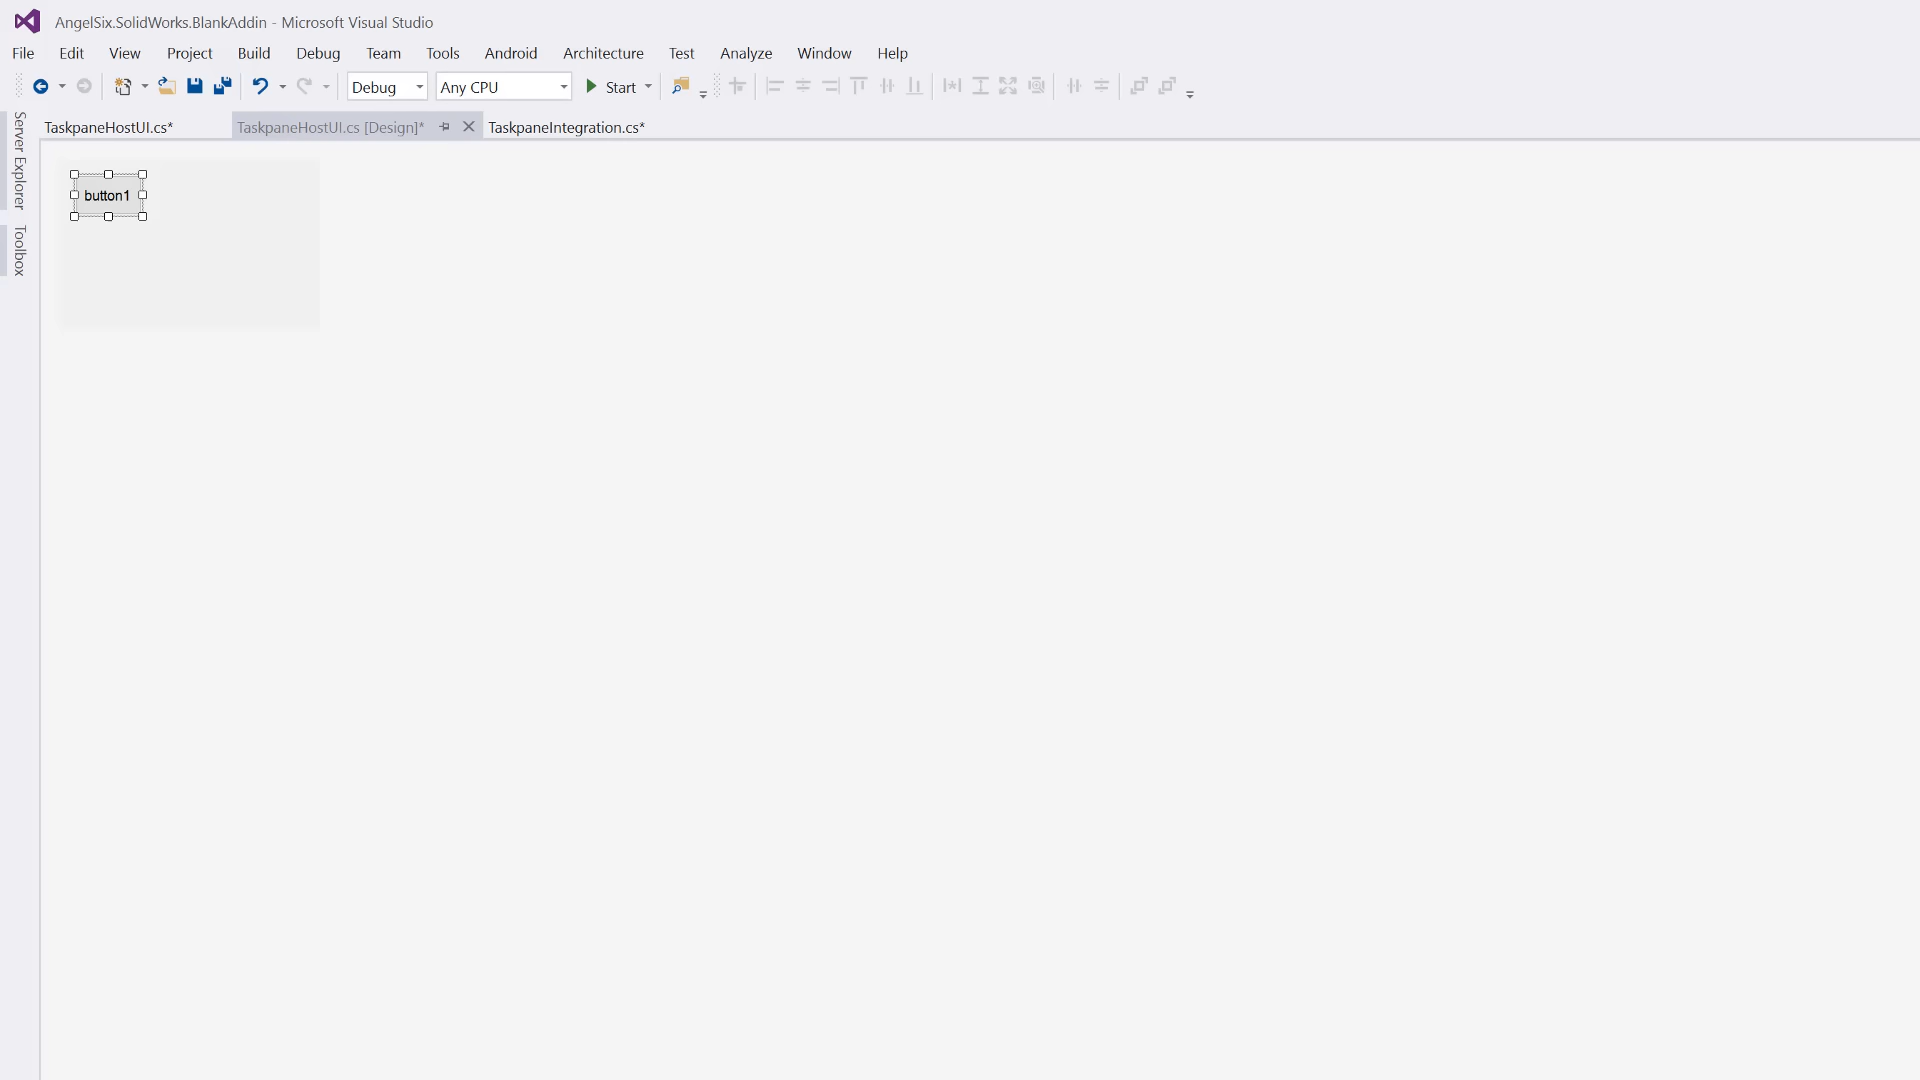 AngelSix.SolidWorks.BlankAddin - Microsoft Visual Studio
File Edit View Project Build Debug Team Tools Android Architecture Test Analyze Window Help
Debug Any CPU Start
TaskpaneHostUI.cs* TaskpaneHostUI.cs [Design]* TaskpaneIntegration.cs*
Server Explorer
Toolbox
button1